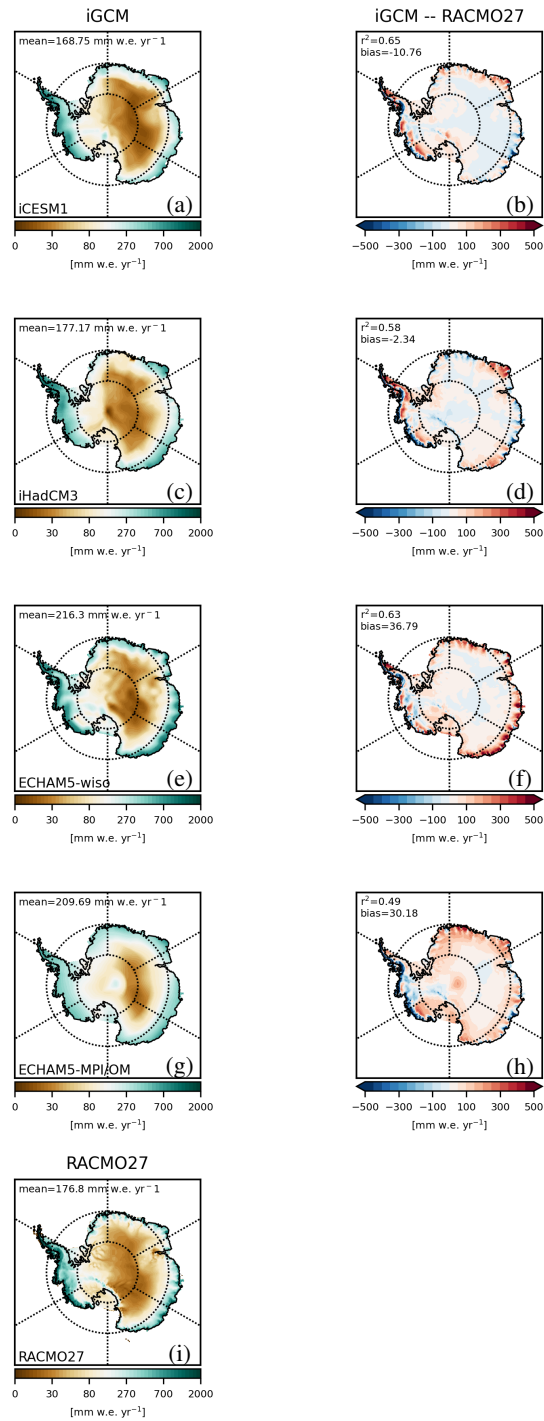 iGCM
iGCM -- RACMO27
mean=168.75 mm w.e. yr⁻1
iCESM1
(a)
0 30 80 270 2000
[mm w.e. yr⁻¹]
r²=0.65
bias=-10.76
(b)
−500 −300 −100 100 300 500
[mm w.e. yr⁻¹]
mean=177.17 mm w.e. yr⁻1
iHadCM3
(c)
0 30 80 270 2000
[mm w.e. yr⁻¹]
r²=0.58
bias=-2.34
(d)
−500 −300 −100 100 300 500
[mm w.e. yr⁻¹]
mean=216.3 mm w.e. yr⁻1
ECHAM5-wiso
(e)
0 30 80 270 2000
[mm w.e. yr⁻¹]
r²=0.63
bias=36.79
(f)
−500 −300 −100 100 300 500
[mm w.e. yr⁻¹]
mean=209.69 mm w.e. yr⁻1
ECHAM5-MPI-OM
(g)
0 30 80 270 2000
[mm w.e. yr⁻¹]
r²=0.49
bias=30.18
(h)
−500 −300 −100 100 300 500
[mm w.e. yr⁻¹]
RACMO27
mean=176.8 mm w.e. yr⁻1
RACMO27
(i)
0 30 80 270 2000
[mm w.e. yr⁻¹]